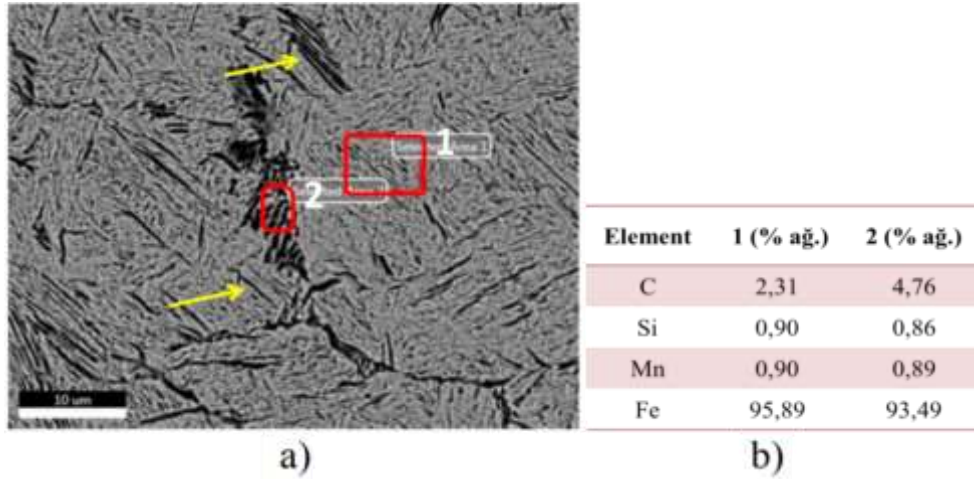 1
2
10 um
Element 1 (% ağ.) 2 (% ağ.)
C 2,31 4,76
Si 0,90 0,86
Mn 0,90 0,89
Fe 95,89 93,49
a) b)